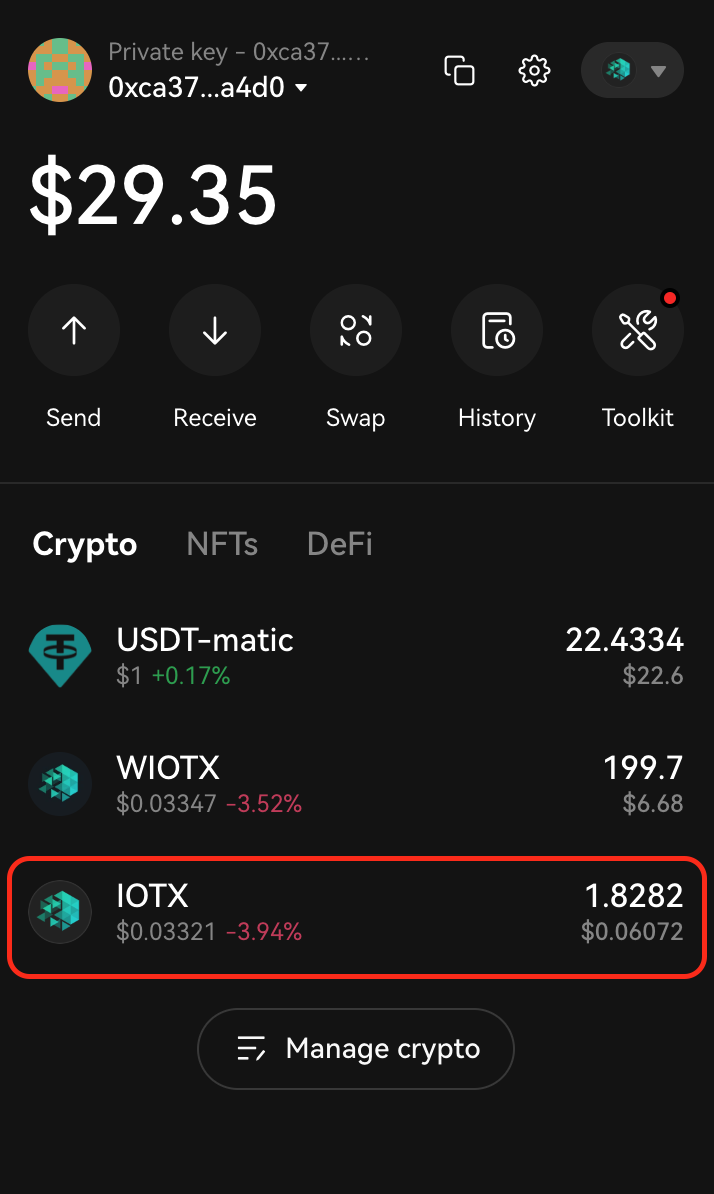 Private key - 0xca37...…
0xca37...a4d0
$29.35
Send
Receive
Swap
History
Toolkit
Crypto
NFTs
DeFi
USDT-matic
22.4334
$1 +0.17%
$22.6
WIOTX
199.7
$0.03347 -3.52%
$6.68
IOTX
1.8282
$0.03321 -3.94%
$0.06072
Manage crypto